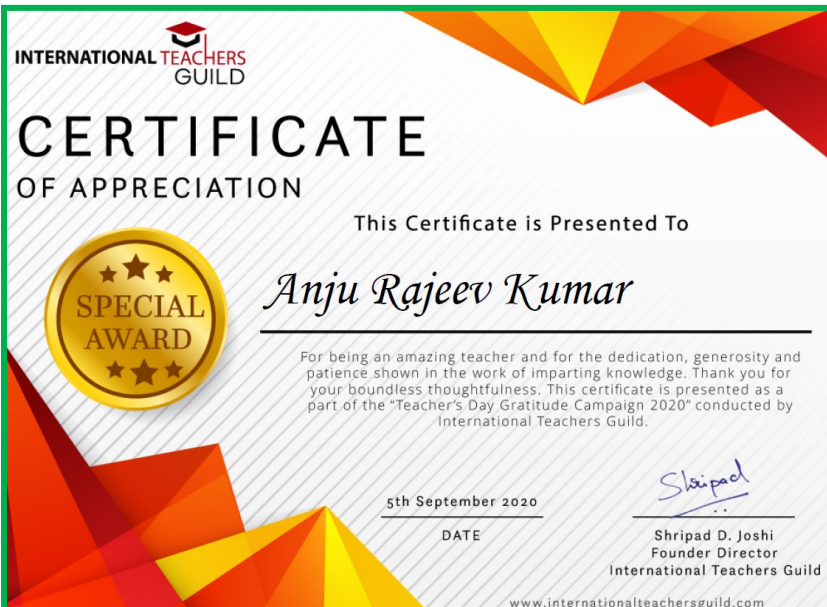 INTERNATIONAL TEACHERS
GUILD
CERTIFICATE
OF APPRECIATION
This Certificate is Presented To
Anju Rajeev Kumar
SPECIAL
AWARD
For being an amazing teacher and for the dedication, generosity and
patience shown in the work of imparting knowledge. Thank you for
your boundless thoughtfulness. This certificate is presented as a
part of the “Teacher's Day Gratitude Campaign 2020” conducted by
International Teachers Guild.
Shripad
5th September 2020
DATE
Shripad D. Joshi
Founder Director
International Teachers Guild
www.internationalteachersguild.com